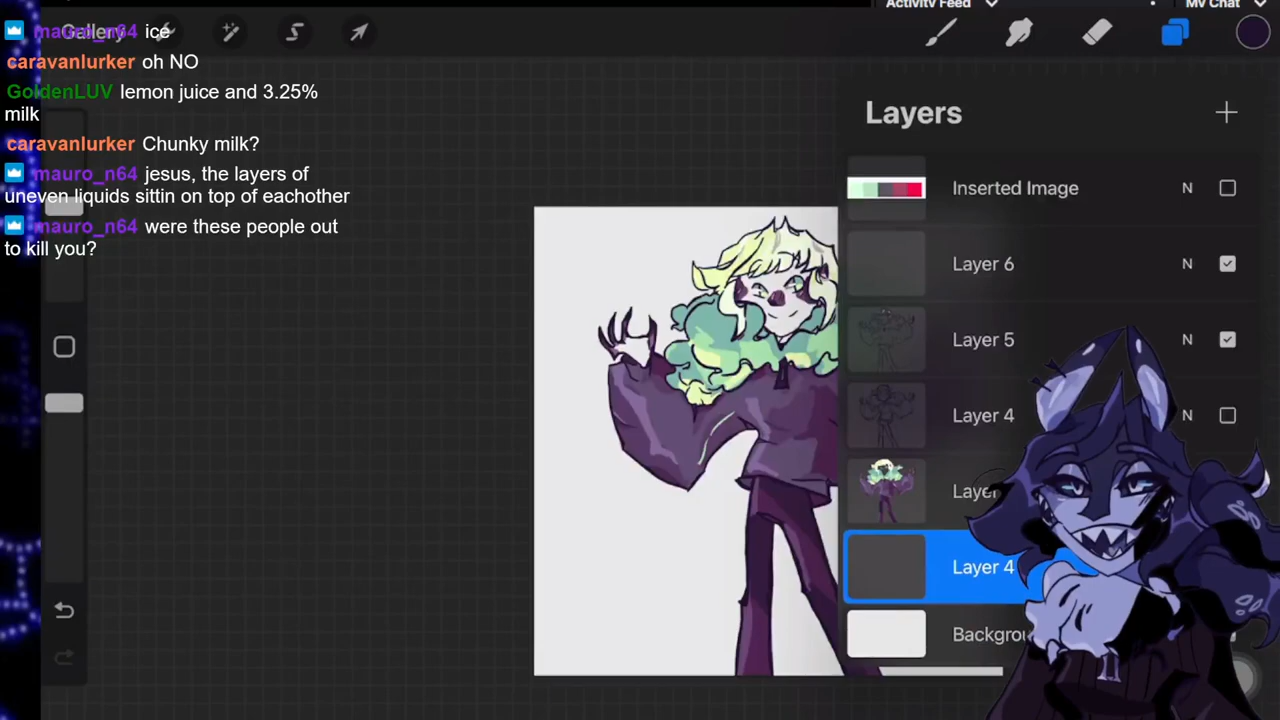 Activity Feed
My Chat
Gallery
mauro_n64 ice
caravanlurker oh NO
GoldenLUV lemon juice and 3.25%
milk
caravanlurker Chunky milk?
mauro_n64 jesus, the layers of
uneven liquids sittin on top of eachother
mauro_n64 were these people out
to kill you?
Layers
Inserted Image N
Layer 6 N
Layer 5 N
Layer 4 N
Layer 4